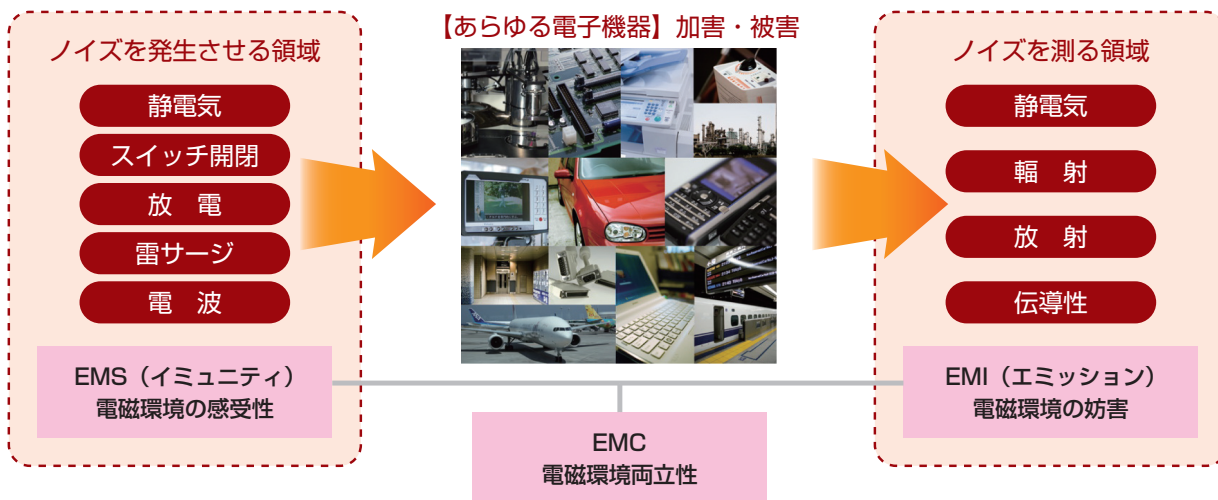 【あらゆる電子機器】加害・被害
ノイズを発生させる領域
静電気
スイッチ開閉
放　電
雷サージ
電　波
EMS（イミュニティ）
電磁環境の感受性
ノイズを測る領域
静電気
輻　射
放　射
伝導性
EMI（エミッション）
電磁環境の妨害
EMC
電磁環境両立性